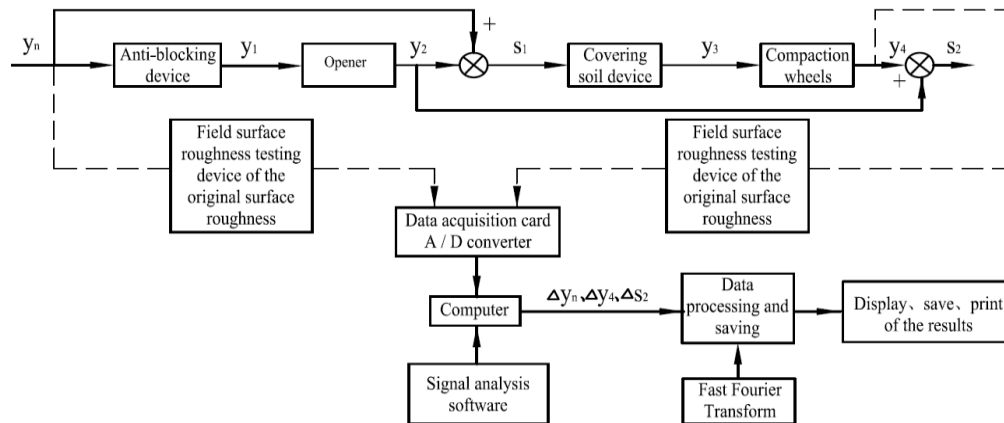 yn
Anti-blocking
device
y1
Opener
y2
+
s1
Covering
soil device
y3
Compaction
wheels
y4
+
s2
Field surface
roughness testing
device of the
original surface
roughness
Field surface
roughness testing
device of the
original surface
roughness
Data acquisition card
A / D converter
Computer
Δyn、Δy4、Δs2
Data
processing and
saving
Display、save、print
of the results
Signal analysis
software
Fast Fourier
Transform